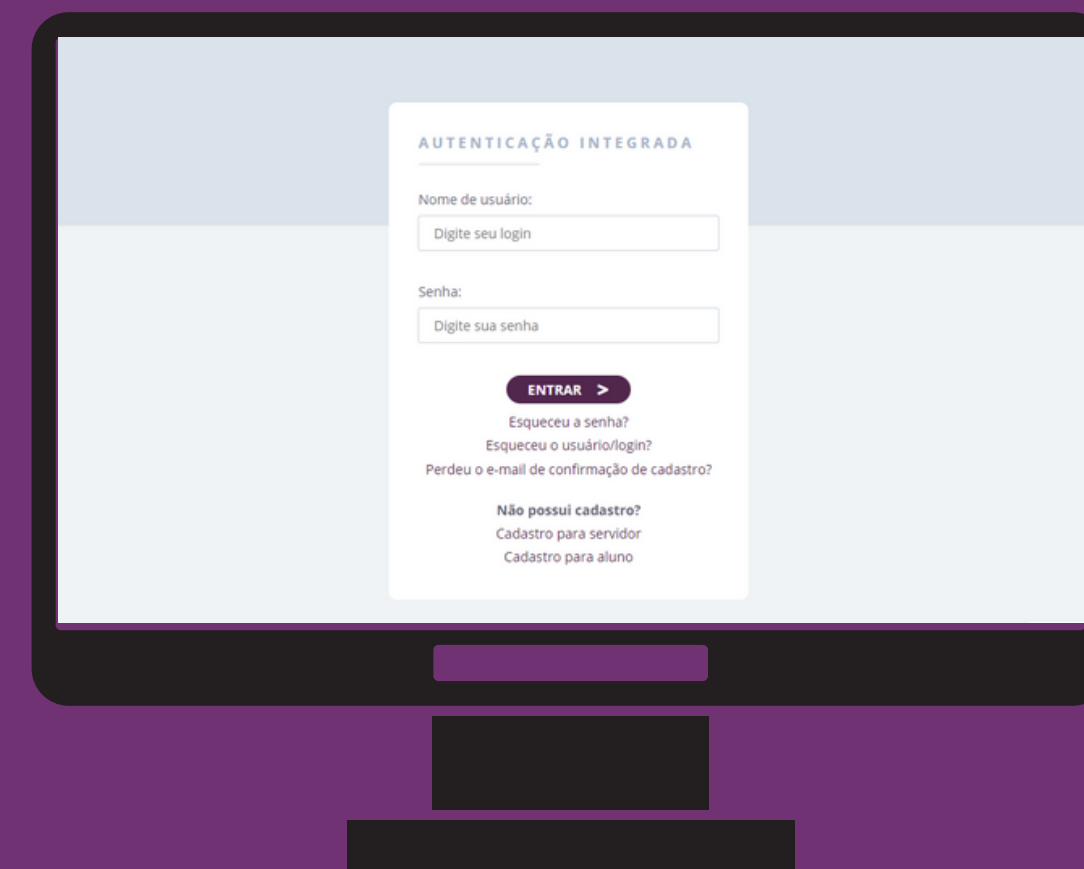 AUTENTICAÇÃO INTEGRADA
Nome de usuário:
Digite seu login
Senha:
Digite sua senha
ENTRAR >
Esqueceu a senha?
Esqueceu o usuário/login?
Perdeu o e-mail de confirmação de cadastro?
Não possui cadastro?
Cadastro para servidor
Cadastro para aluno